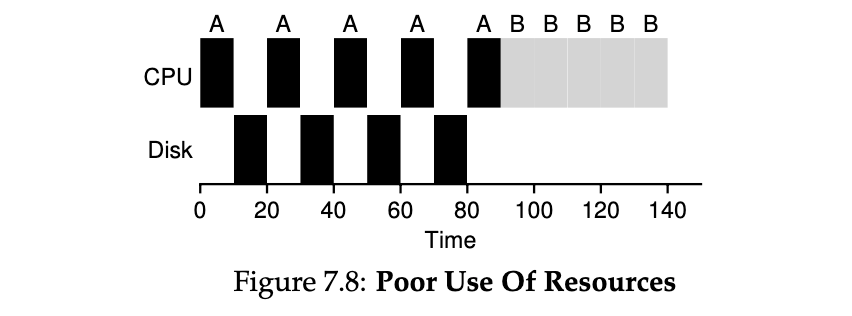 A A A A A B B B B B
CPU
Disk
0 20 40 60 80 100 120 140
Time
Figure 7.8: Poor Use Of Resources